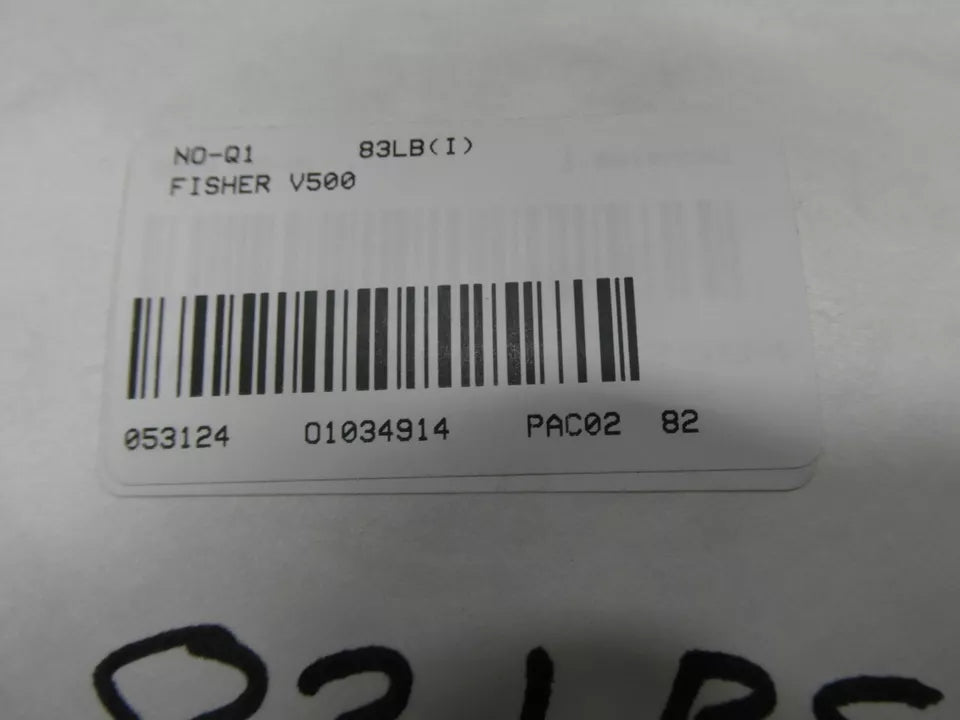 NO-Q1 83LB(I)
FISHER V500
053124 01034914 PAC02 82